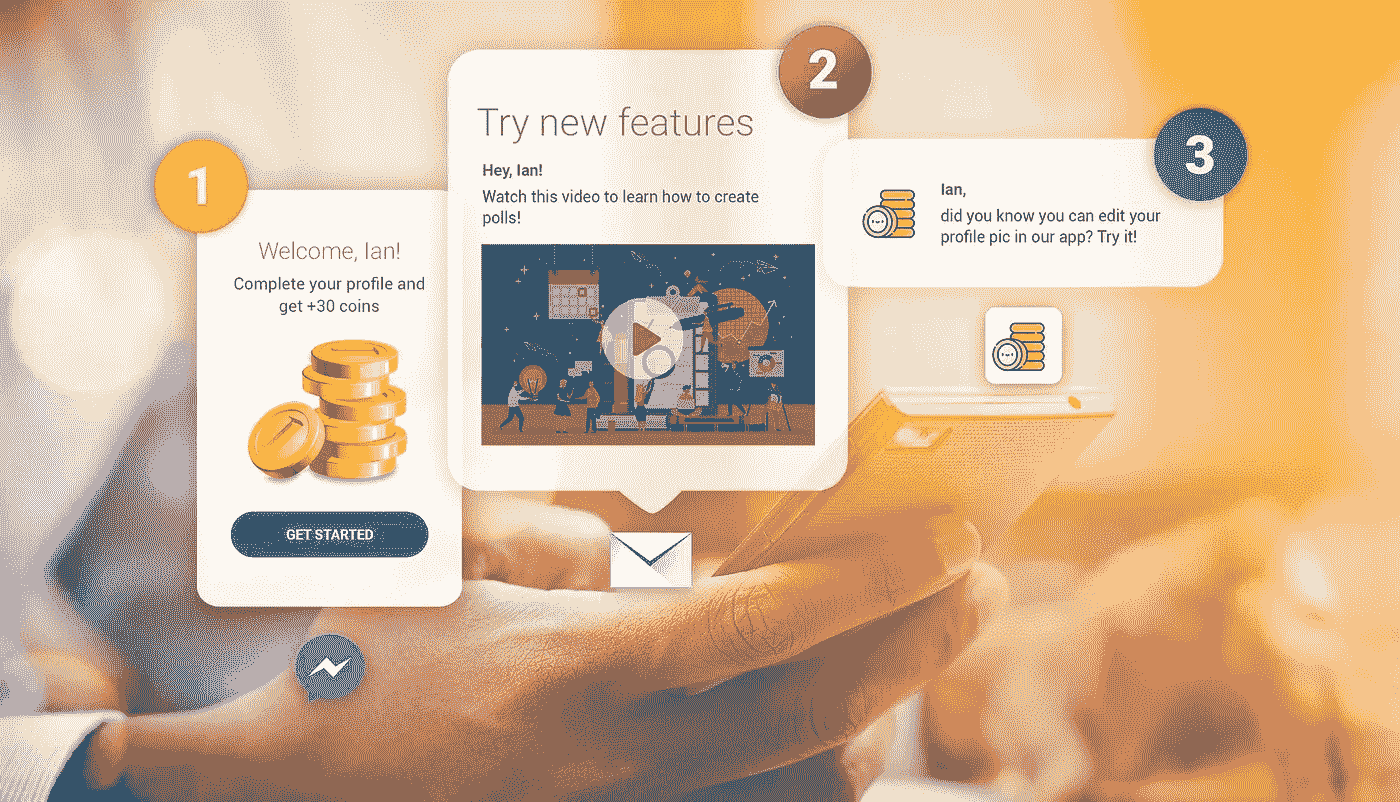 1
Welcome, Ian!
Complete your profile and
get +30 coins
GET STARTED
2
Try new features
Hey, Ian!
Watch this video to learn how to create
polls!
3
Ian,
did you know you can edit your
profile pic in our app? Try it!